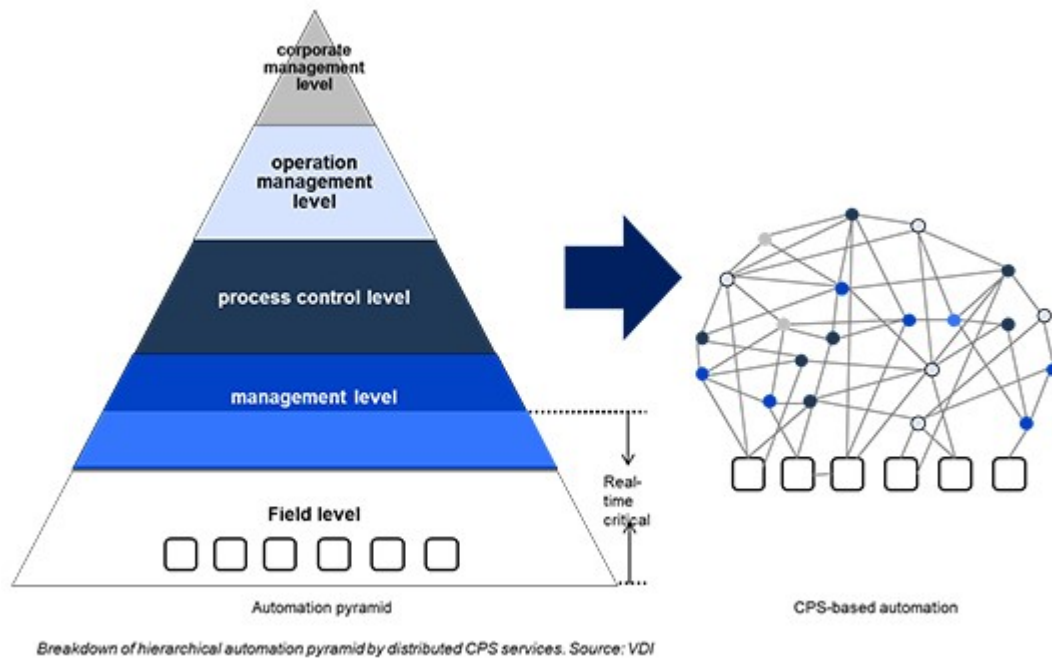 corporate
management
level
operation
management
level
process control level
management level
Real-
time
critical
Field level
Automation pyramid
CPS-based automation
Breakdown of hierarchical automation pyramid by distributed CPS services. Source: VDI